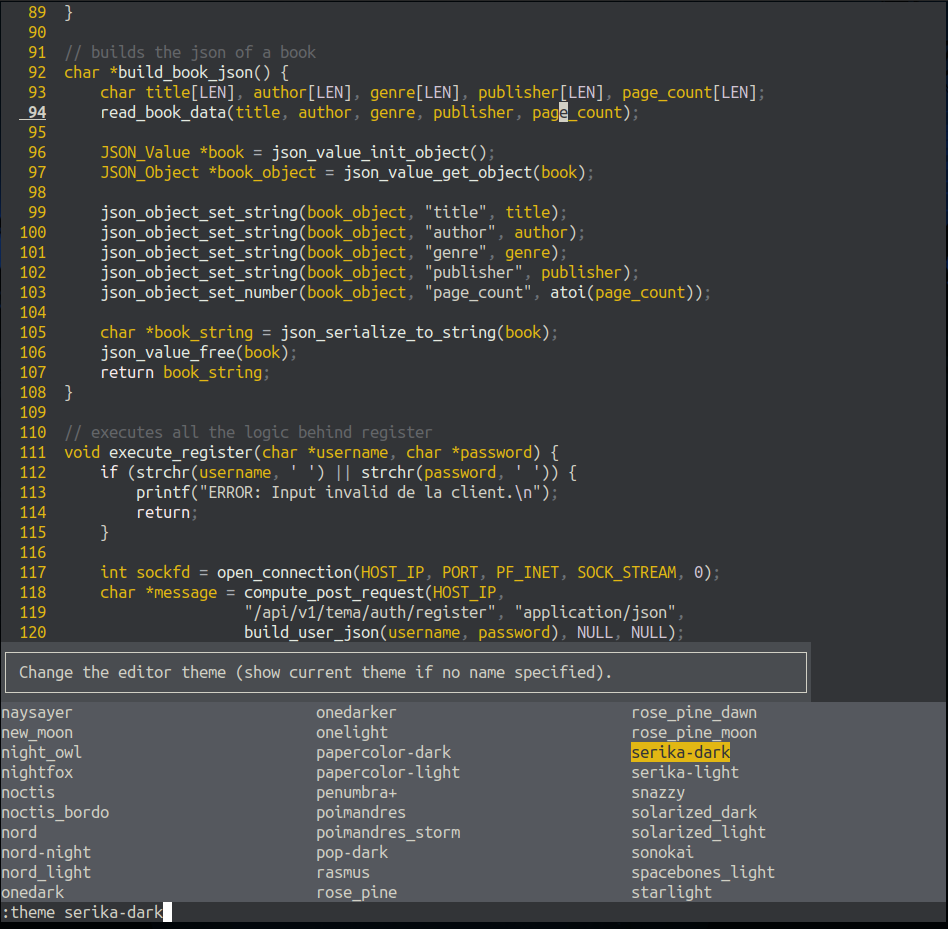 89 }
90
91 // builds the json of a book
92 char *build_book_json() {
93     char title[LEN], author[LEN], genre[LEN], publisher[LEN], page_count[LEN];
94     read_book_data(title, author, genre, publisher, page_count);
95
96     JSON_Value *book = json_value_init_object();
97     JSON_Object *book_object = json_value_get_object(book);
98
99     json_object_set_string(book_object, "title", title);
100     json_object_set_string(book_object, "author", author);
101     json_object_set_string(book_object, "genre", genre);
102     json_object_set_string(book_object, "publisher", publisher);
103     json_object_set_number(book_object, "page_count", atoi(page_count));
104
105     char *book_string = json_serialize_to_string(book);
106     json_value_free(book);
107     return book_string;
108 }
109
110 // executes all the logic behind register
111 void execute_register(char *username, char *password) {
112     if (strchr(username, ' ') || strchr(password, ' ')) {
113         printf("ERROR: Input invalid de la client.\n");
114         return;
115     }
116
117     int sockfd = open_connection(HOST_IP, PORT, PF_INET, SOCK_STREAM, 0);
118     char *message = compute_post_request(HOST_IP,
119                     "/api/v1/tema/auth/register", "application/json",
120                     build_user_json(username, password), NULL, NULL);
Change the editor theme (show current theme if no name specified).
naysayer onedarker rose_pine_dawn
new_moon onelight rose_pine_moon
night_owl papercolor-dark serika-dark
nightfox papercolor-light serika-light
noctis penumbra+ snazzy
noctis_bordo poimandres solarized_dark
nord poimandres_storm solarized_light
nord-night pop-dark sonokai
nord_light rasmus spacebones_light
onedark rose_pine starlight
:theme serika-dark